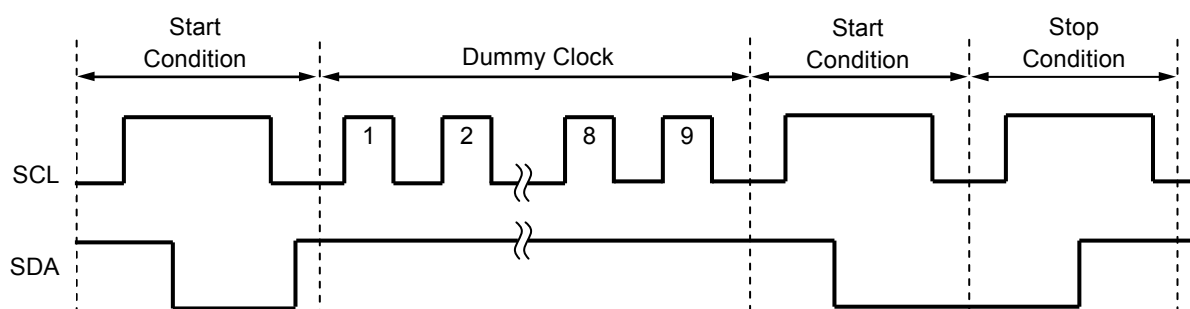 Start
Condition
Dummy Clock
Start
Condition
Stop
Condition
SCL
1
2
8
9
SDA